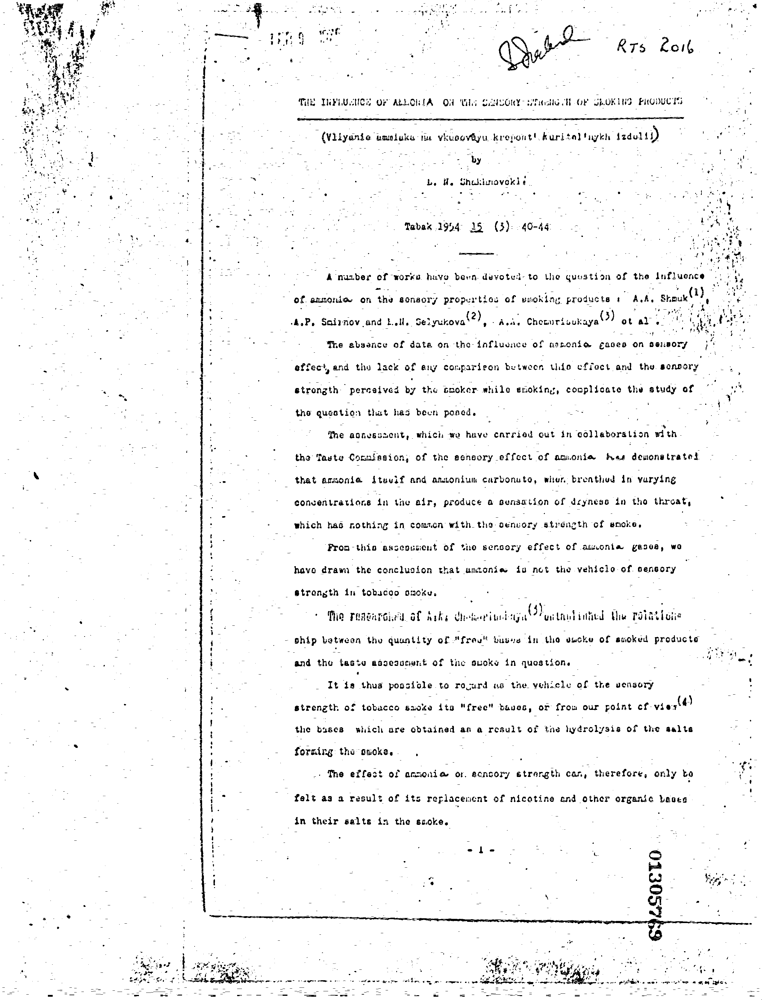 FEB 9
RTS 2016
THE INFLUENCE OF AMMONIA ON THE SENSORY STRENGTH OF SMOKING PRODUCTS
(Vliyanie ammiaka na vkusovuyu krepost' kuritel'nykh izdelii)
by
L. N. Shakhnovskii
Tabak 1954 15 (3) 40-44
A number of works have been devoted to the question of the influence
of ammonia on the sensory properties of smoking products : A.A. Shmuk(1),
A.P. Smirnov and L.N. Selyukova(2), A.A. Chemarisukaya(3) et al.
The absence of data on the influence of ammonia gases on sensory
effect, and the lack of any comparison between this effect and the sensory
strength perceived by the smoker while smoking, complicate the study of
the question that has been posed.
The assessment, which we have carried out in collaboration with
the Taste Commission, of the sensory effect of ammonia has demonstrated
that ammonia itself and ammonium carbonate, when breathed in varying
concentrations in the air, produce a sensation of dryness in the throat,
which has nothing in common with the sensory strength of smoke.
From this assessment of the sensory effect of ammonia gases, we
have drawn the conclusion that ammonia is not the vehicle of sensory
strength in tobacco smoke.
The researches of A.A. (3) established the relation-
ship between the quantity of "free" bases in the smoke of smoked products
and the taste assessment of the smoke in question.
It is thus possible to regard as the vehicle of the sensory
strength of tobacco smoke its "free" bases, or from our point of view(4)
the bases which are obtained as a result of the hydrolysis of the salts
forming the smoke.
The effect of ammonia on sensory strength can, therefore, only be
felt as a result of its replacement of nicotine and other organic bases
in their salts in the smoke.
- 1 -
01305769